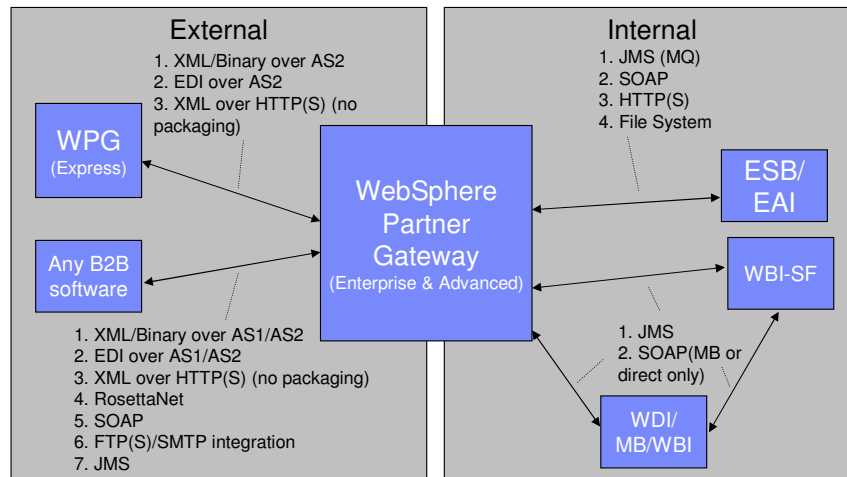 External
1. XML/Binary over AS2
2. EDI over AS2
3. XML over HTTP(S) (no
packaging)
WPG
(Express)
Any B2B
software
1. XML/Binary over AS1/AS2
2. EDI over AS1/AS2
3. XML over HTTP(S) (no packaging)
4. RosettaNet
5. SOAP
6. FTP(S)/SMTP integration
7. JMS
WebSphere
Partner
Gateway
(Enterprise & Advanced)
Internal
1. JMS (MQ)
2. SOAP
3. HTTP(S)
4. File System
ESB/
EAI
WBI-SF
1. JMS
2. SOAP(MB or
direct only)
WDI/
MB/WBI